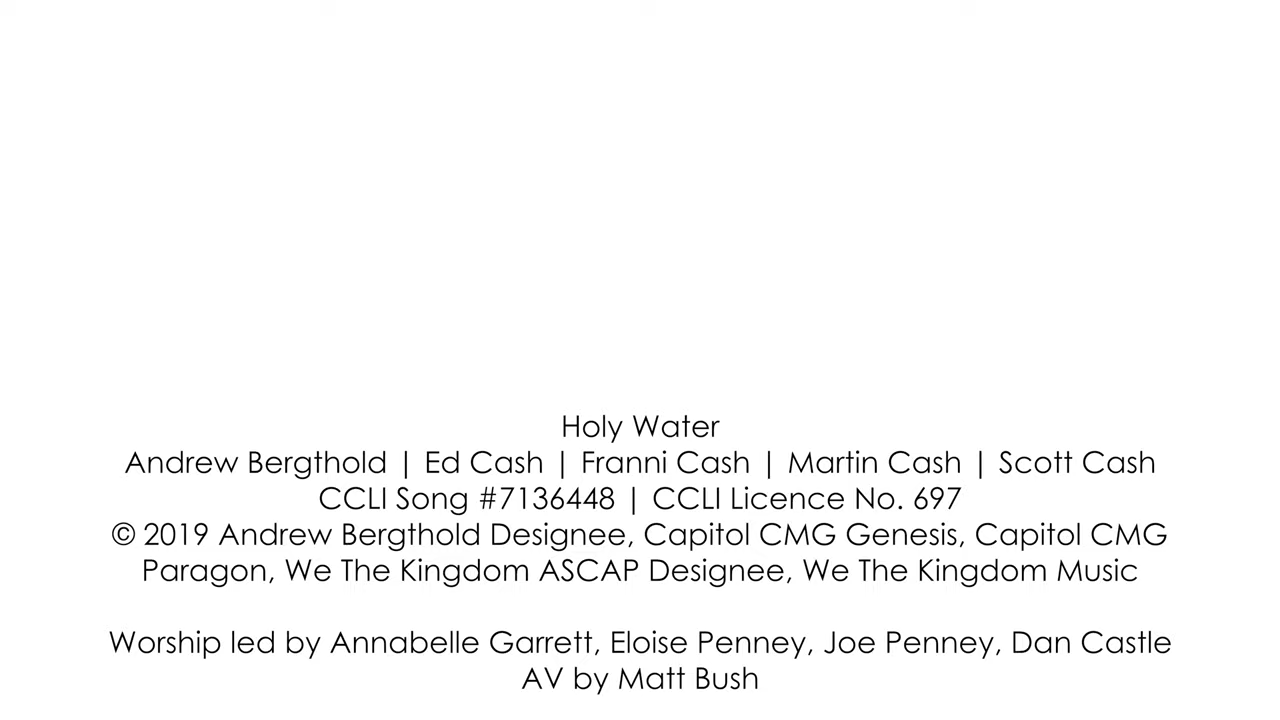 Holy Water
Andrew Bergthold | Ed Cash | Franni Cash | Martin Cash | Scott Cash
CCLI Song #7136448 | CCLI Licence No. 697
© 2019 Andrew Bergthold Designee, Capitol CMG Genesis, Capitol CMG
Paragon, We The Kingdom ASCAP Designee, We The Kingdom Music
Worship led by Annabelle Garrett, Eloise Penney, Joe Penney, Dan Castle
AV by Matt Bush